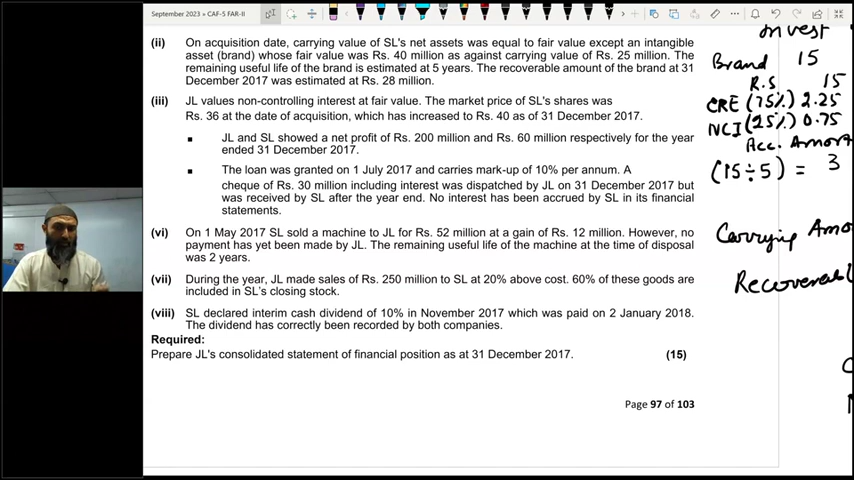 September 2023 » CAF-5 FAR-II
(ii) On acquisition date, carrying value of SL's net assets was equal to fair value except an intangible
asset (brand) whose fair value was Rs. 40 million as against carrying value of Rs. 25 million. The
remaining useful life of the brand is estimated at 5 years. The recoverable amount of the brand at 31
December 2017 was estimated at Rs. 28 million.
(iii) JL values non-controlling interest at fair value. The market price of SL's shares was
Rs. 36 at the date of acquisition, which has increased to Rs. 40 as of 31 December 2017.
▪ JL and SL showed a net profit of Rs. 200 million and Rs. 60 million respectively for the year
ended 31 December 2017.
▪ The loan was granted on 1 July 2017 and carries mark-up of 10% per annum. A
cheque of Rs. 30 million including interest was dispatched by JL on 31 December 2017 but
was received by SL after the year end. No interest has been accrued by SL in its financial
statements.
(vi) On 1 May 2017 SL sold a machine to JL for Rs. 52 million at a gain of Rs. 12 million. However, no
payment has yet been made by JL. The remaining useful life of the machine at the time of disposal
was 2 years.
(vii) During the year, JL made sales of Rs. 250 million to SL at 20% above cost. 60% of these goods are
included in SL's closing stock.
(viii) SL declared interim cash dividend of 10% in November 2017 which was paid on 2 January 2018.
The dividend has correctly been recorded by both companies.
Required:
Prepare JL's consolidated statement of financial position as at 31 December 2017. (15)
Page 97 of 103
Invest
Brand 15
R.S 15
CRE (75%) 2.25
NCI (25%) 0.75
Acc. Amort
(15÷5) = 3
Carrying Amo
Recoverabl